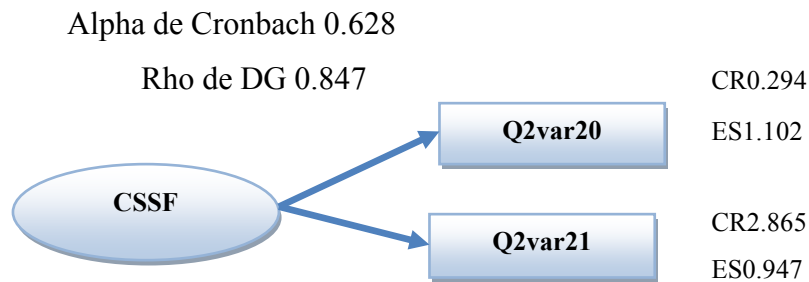 Alpha de Cronbach 0.628
Rho de DG 0.847
CR0.294
Q2var20
ES1.102
CSSF
CR2.865
Q2var21
ES0.947